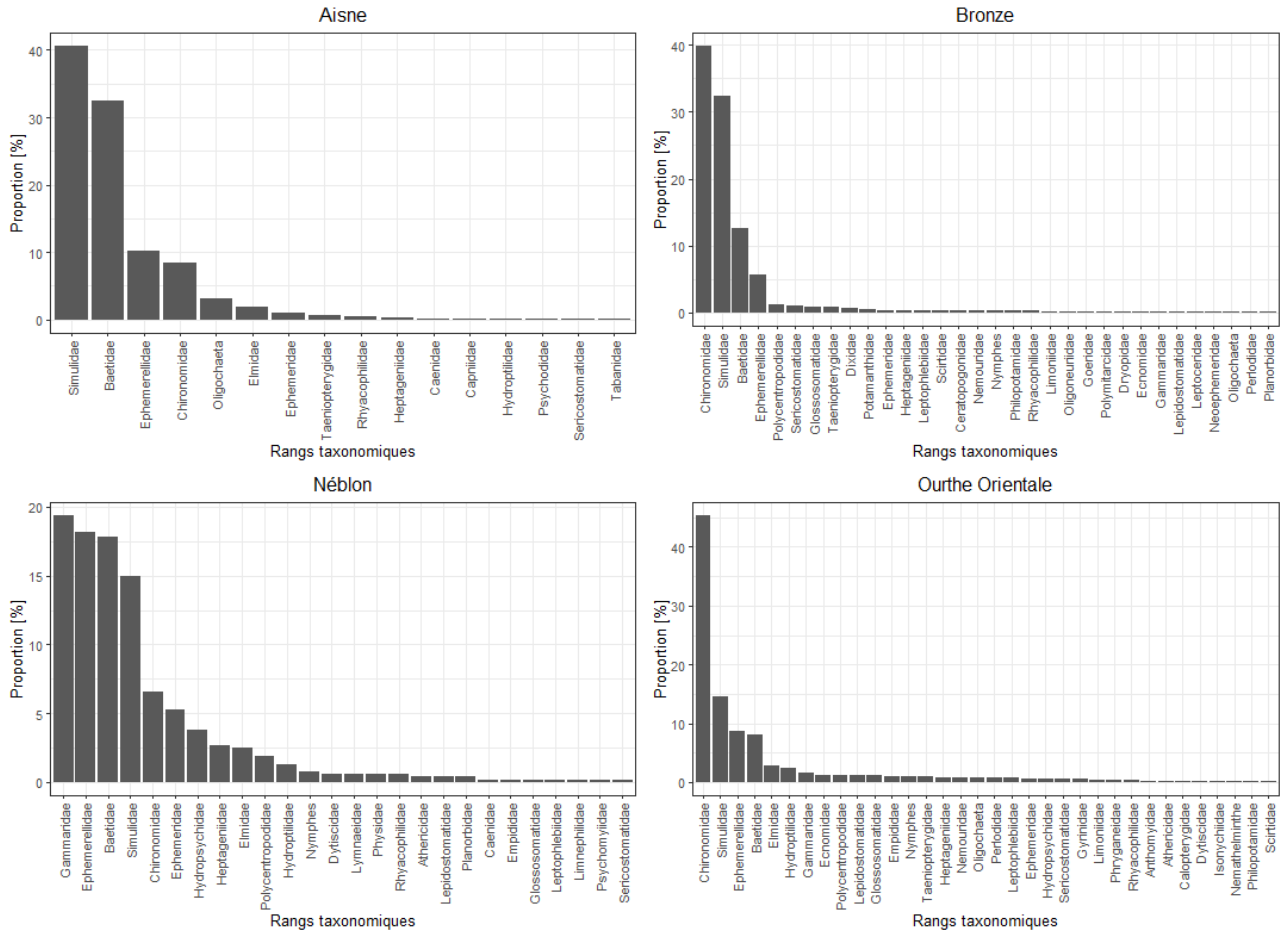 Aisne
Proportion [%]
40
30
20
10
0
Simulidae
Baetidae
Ephemerellidae
Chironomidae
Oligochaeta
Elmidae
Ephemeridae
Taeniopterygidae
Rhyacophilidae
Heptageniidae
Caenidae
Capniidae
Hydroptilidae
Psychodidae
Sericostomatidae
Tabanidae
Rangs taxonomiques
Bronze
Proportion [%]
40
30
20
10
0
Chironomidae
Simulidae
Baetidae
Ephemerellidae
Polycentropodidae
Sericostomatidae
Glossosomatidae
Taeniopterygidae
Dixidae
Potamanthidae
Ephemeridae
Heptageniidae
Leptophlebiidae
Scirtidae
Ceratopogonidae
Nemouridae
Nymphes
Philopotamidae
Rhyacophilidae
Limoniidae
Oligoneuridae
Goeridae
Polymitarcidae
Dryopidae
Ecnomidae
Gammaridae
Lepidostomatidae
Leptoceridae
Neoephemeridae
Oligochaeta
Perlodidae
Planorbidae
Rangs taxonomiques
Néblon
Proportion [%]
20
15
10
5
0
Gammaridae
Ephemerellidae
Baetidae
Simulidae
Chironomidae
Ephemeridae
Hydropsychidae
Heptageniidae
Elmidae
Polycentropodidae
Hydroptilidae
Nymphes
Dytiscidae
Lymnaeidae
Physidae
Rhyacophilidae
Athericidae
Lepidostomatidae
Planorbidae
Caenidae
Empididae
Glossosomatidae
Leptophlebiidae
Limnephilidae
Psychomyiidae
Sericostomatidae
Rangs taxonomiques
Ourthe Orientale
Proportion [%]
40
30
20
10
0
Chironomidae
Simulidae
Ephemerellidae
Baetidae
Elmidae
Hydroptilidae
Gammaridae
Ecnomidae
Polycentropodidae
Lepidostomatidae
Glossosomatidae
Empididae
Nymphes
Taeniopterygidae
Heptageniidae
Nemouridae
Oligochaeta
Perlodidae
Leptophlebiidae
Ephemeridae
Hydropsychidae
Sericostomatidae
Gyrinidae
Limoniidae
Phryganeidae
Rhyacophilidae
Anthomyidae
Athericidae
Calopterygidae
Dytiscidae
Isonychiidae
Nemathelminthe
Philopotamidae
Scirtidae
Rangs taxonomiques